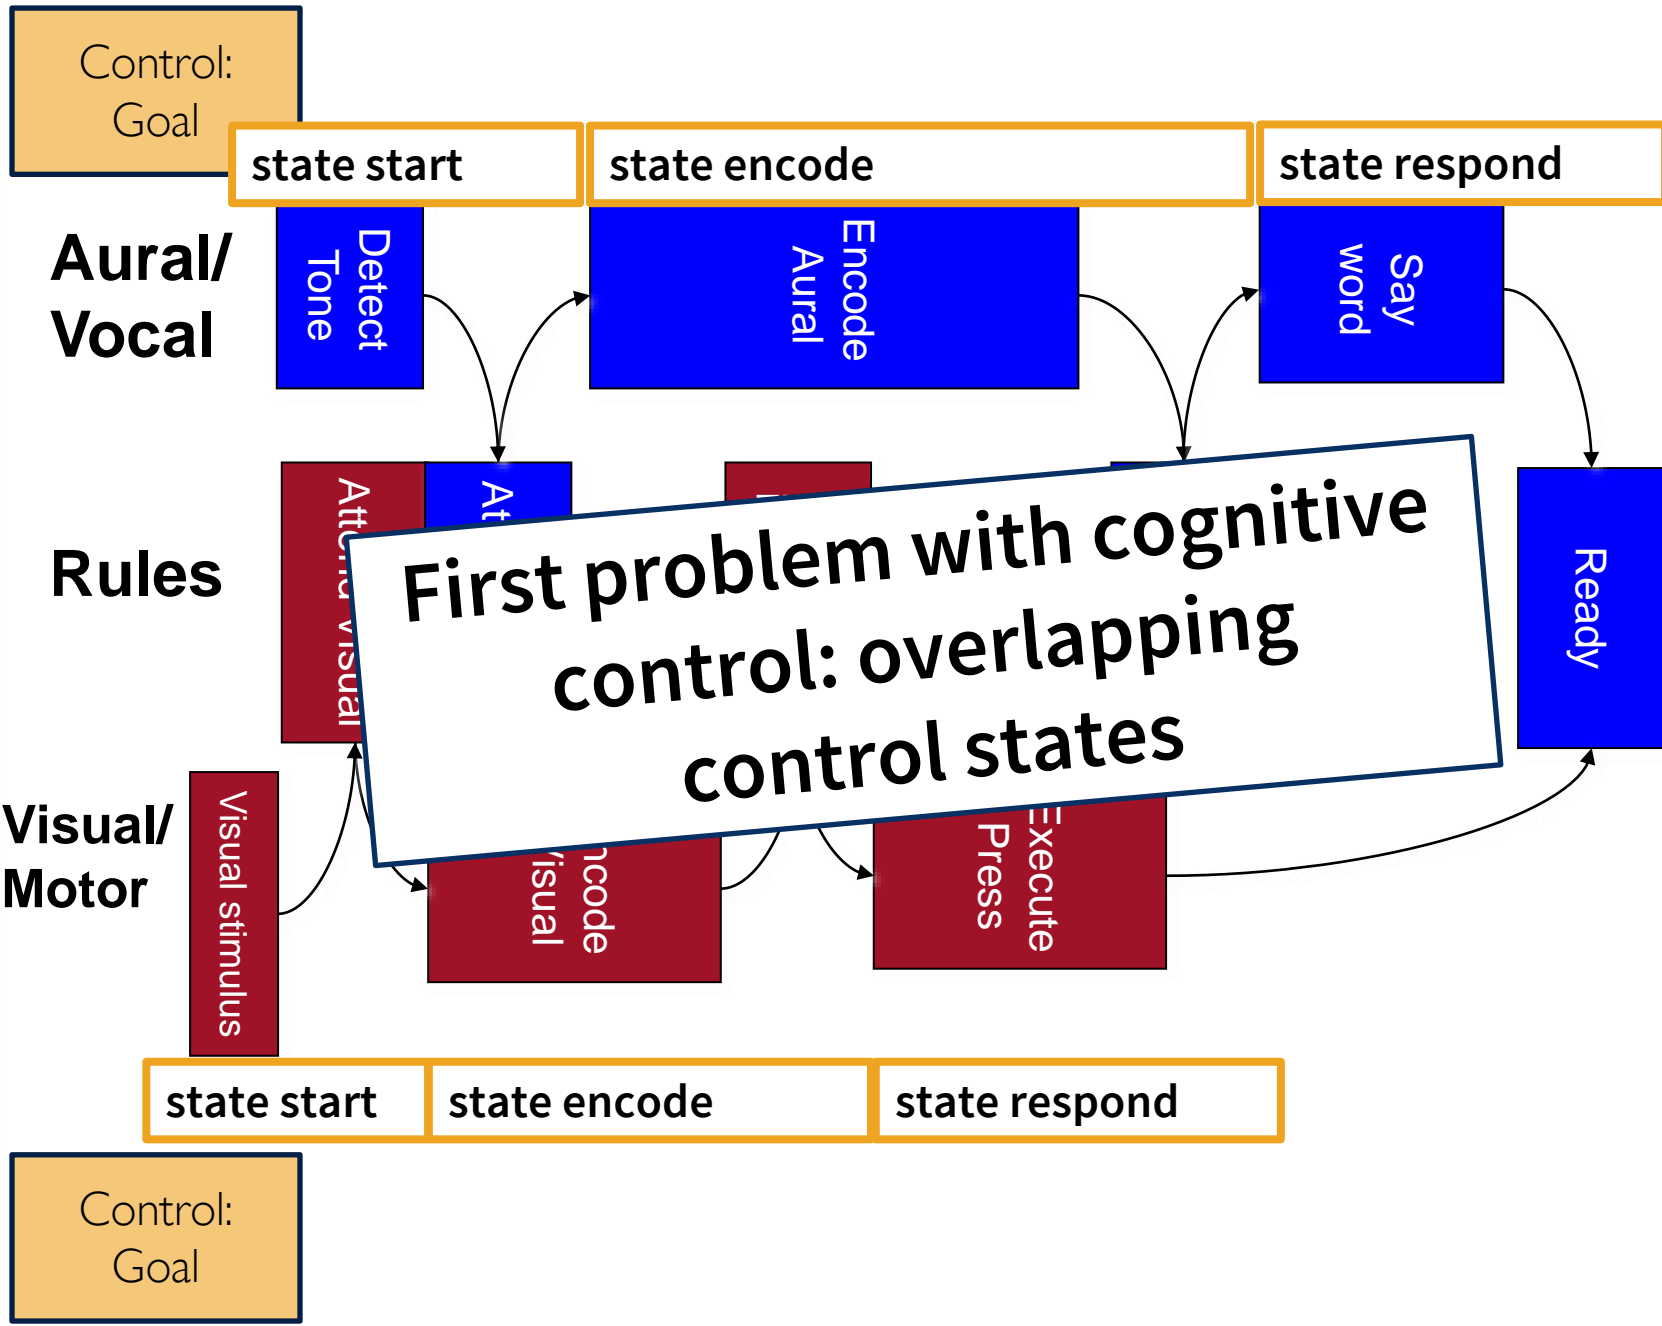 Control:
Goal
state start
state encode
state respond
Aural/
Vocal
Detect
Tone
Encode
Aural
Say
word
Rules
Visual
First problem with cognitive
control: overlapping
control states
Ready
Visual/
Motor
Visual stimulus
Execute
Press
state start
state encode
state respond
Control:
Goal